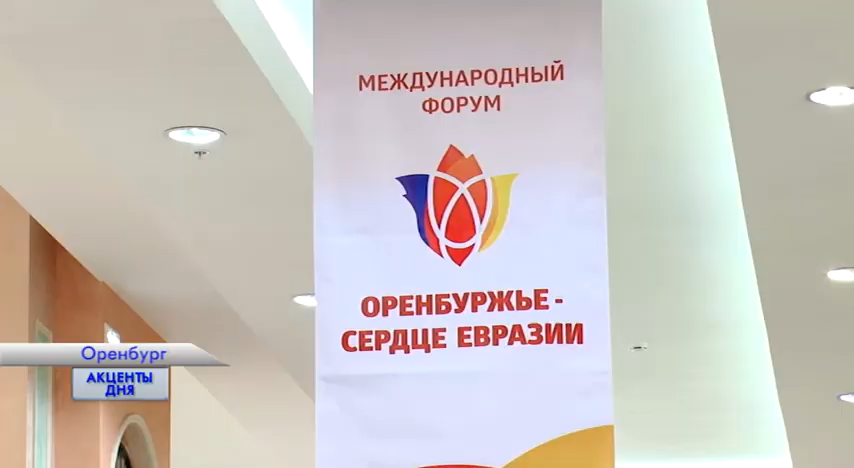 МЕЖДУНАРОДНЫЙ
ФОРУМ
ОРЕНБУРЖЬЕ -
СЕРДЦЕ ЕВРАЗИИ
Оренбург
АКЦЕНТЫ
ДНЯ